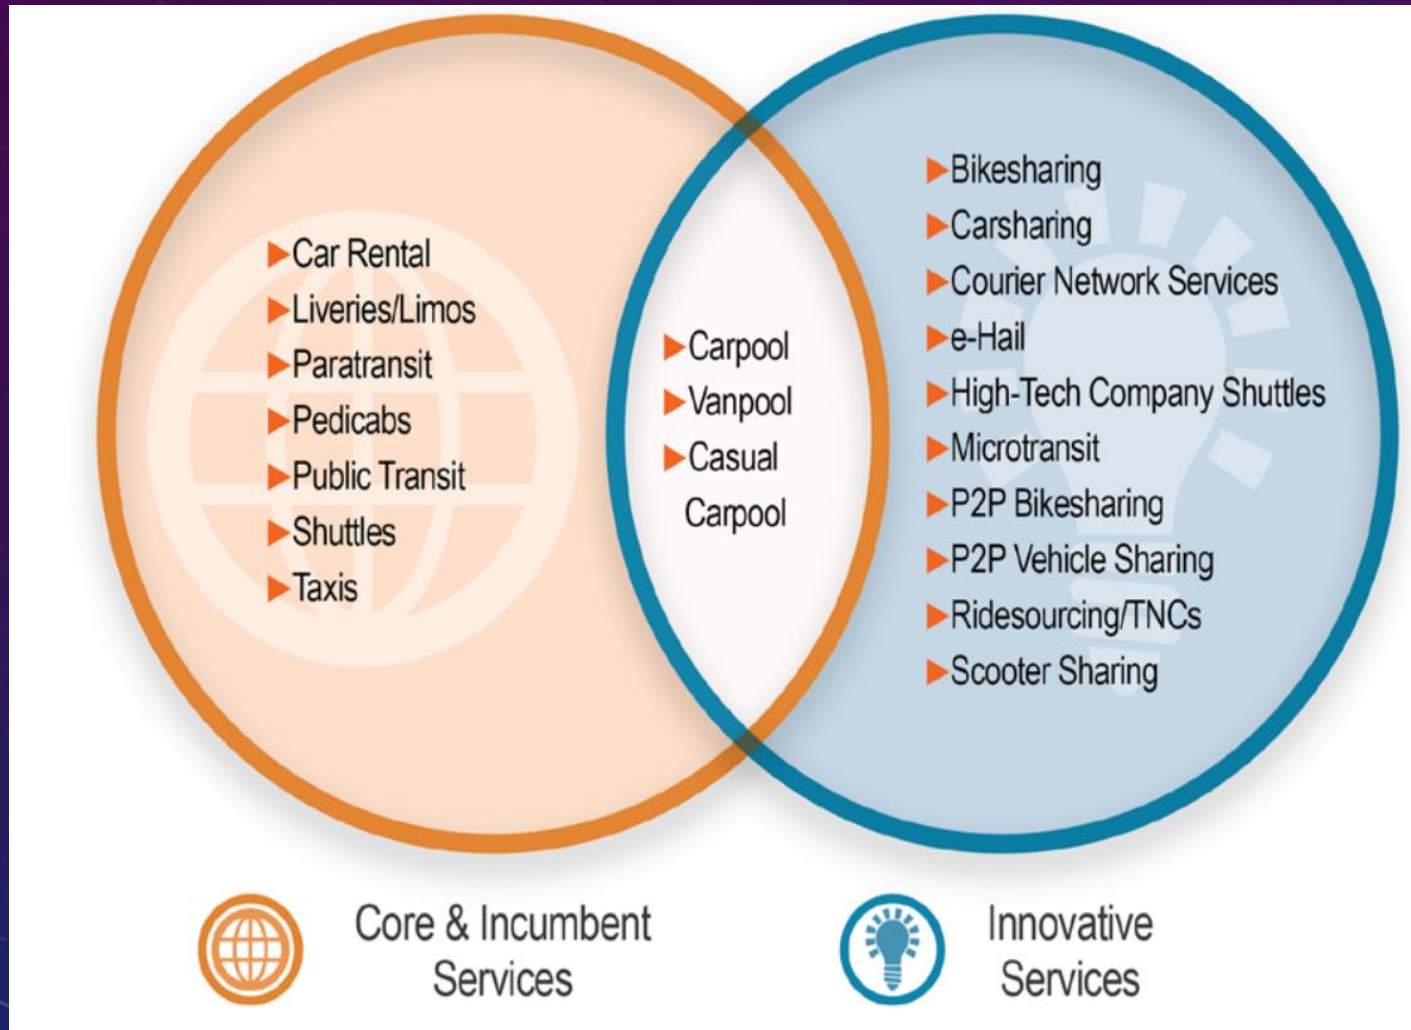 Car Rental
Liveries/Limos
Paratransit
Pedicabs
Public Transit
Shuttles
Taxis
Carpool
Vanpool
Casual
Carpool
Bikesharing
Carsharing
Courier Network Services
e-Hail
High-Tech Company Shuttles
Microtransit
P2P Bikesharing
P2P Vehicle Sharing
Ridesourcing/TNCs
Scooter Sharing
Core & Incumbent
Services
Innovative
Services